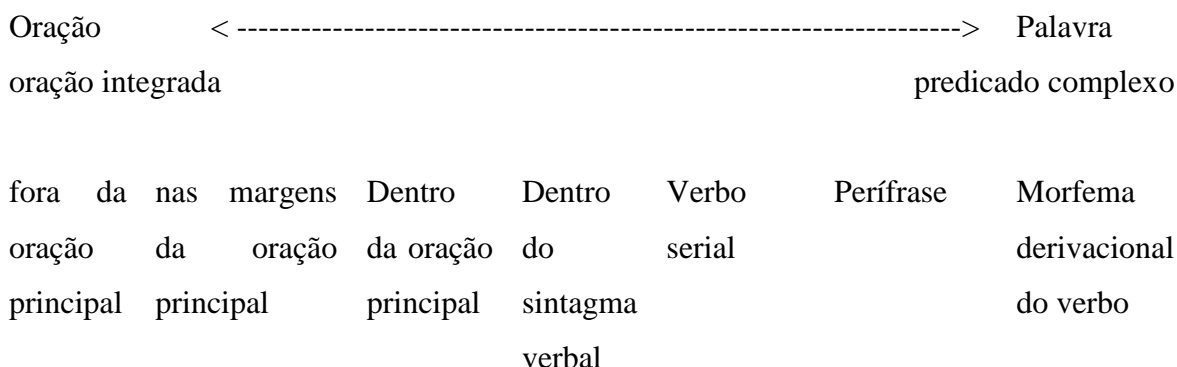 Oração < --------------------------------------------------------------------> Palavra
oração integrada predicado complexo
fora da nas margens Dentro Dentro Verbo Perífrase Morfema
oração da oração da oração do serial derivacional
principal principal principal sintagma do verbo
verbal